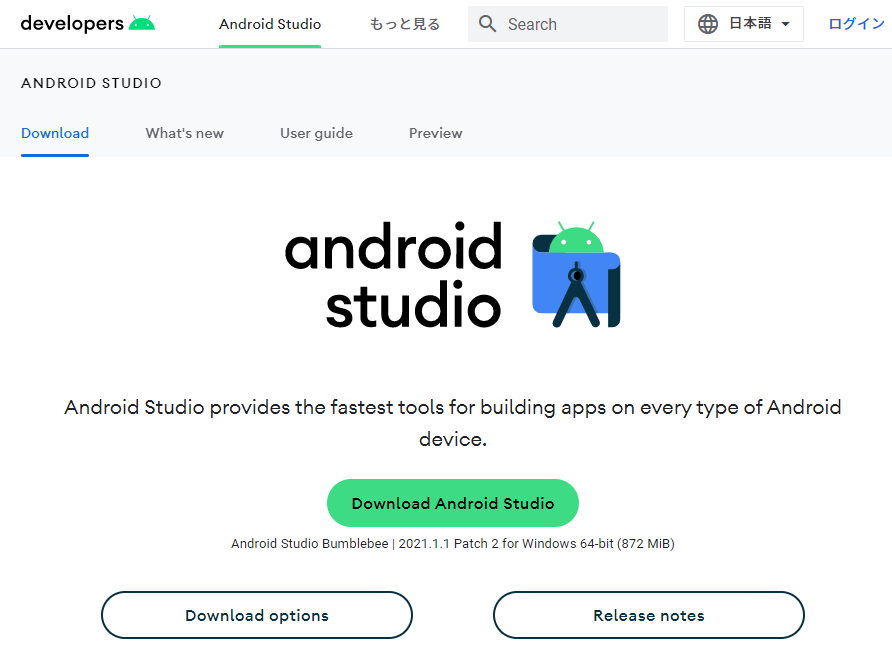 developers
Android Studio
もっと見る
Search
日本語
ログイン
ANDROID STUDIO
Download
What's new
User guide
Preview
android
studio
Android Studio provides the fastest tools for building apps on every type of Android
device.
Download Android Studio
Android Studio Bumblebee | 2021.1.1 Patch 2 for Windows 64-bit (872 MiB)
Download options
Release notes